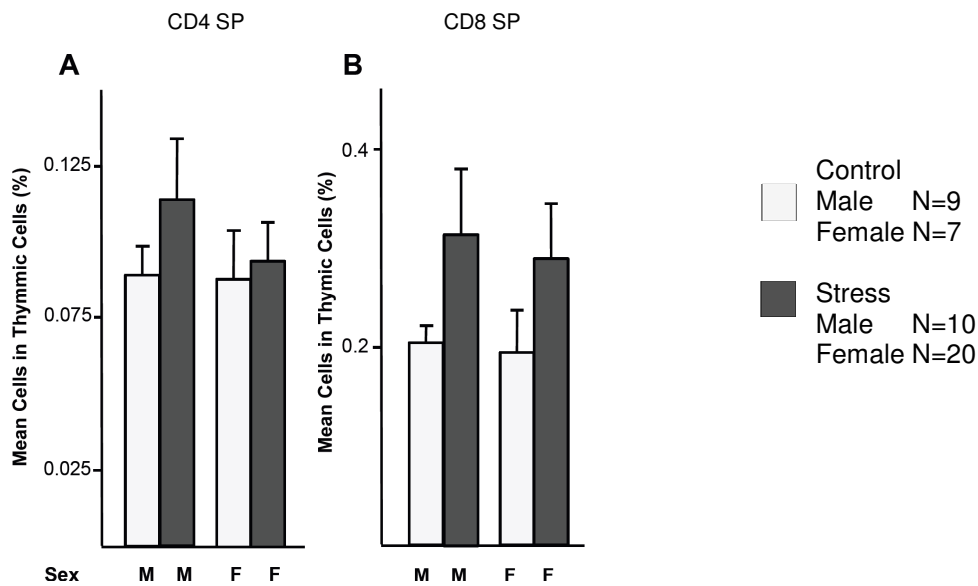 CD4 SP
CD8 SP
A
B
Mean Cells in Thymmic Cells (%)
0.125
0.075
0.025
Mean Cells in Thymic Cells (%)
0.4
0.2
Sex M M F F
M M F F
Control
Male N=9
Female N=7
Stress
Male N=10
Female N=20